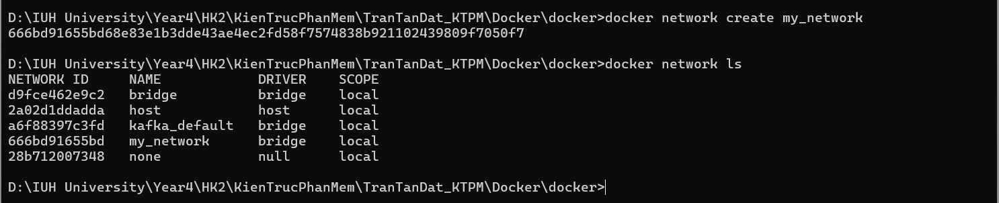 D:\IUH University\Year4\HK2\KienTrucPhanMem\TranTanDat_KTPM\Docker\docker>docker network create my_network
666bd91655bd68e83e1b3dde43ae4ec2fd58f7574838b921102439809f7050f7
D:\IUH University\Year4\HK2\KienTrucPhanMem\TranTanDat_KTPM\Docker\docker>docker network ls
NETWORK ID     NAME            DRIVER    SCOPE
d9fce462e9c2   bridge          bridge    local
2a02d1ddadda   host            host      local
a6f88397c3fd   kafka_default   bridge    local
666bd91655bd   my_network      bridge    local
28b712007348   none            null      local
D:\IUH University\Year4\HK2\KienTrucPhanMem\TranTanDat_KTPM\Docker\docker>